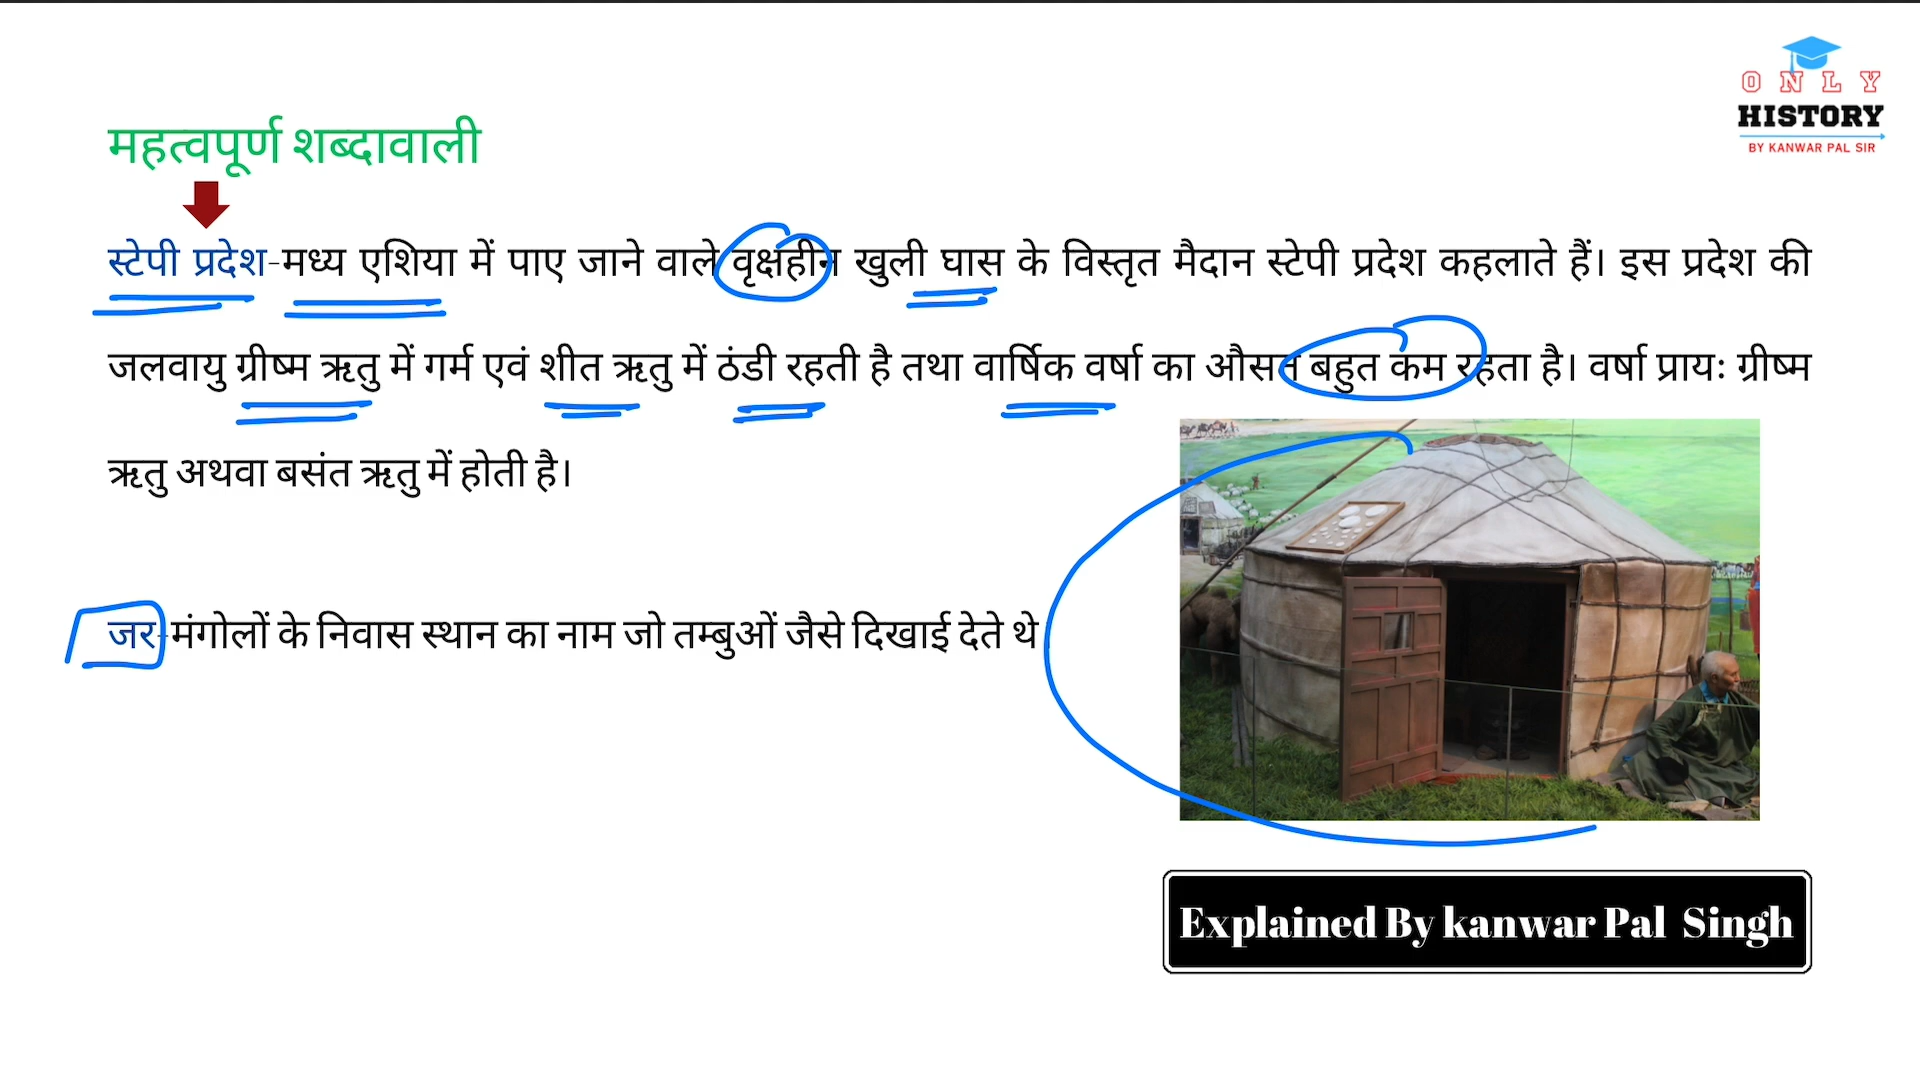 ONLY
HISTORY
BY KANWAR PAL SIR
महत्वपूर्ण शब्दावाली
स्टेपी प्रदेश-मध्य एशिया में पाए जाने वाले वृक्षहीन खुली घास के विस्तृत मैदान स्टेपी प्रदेश कहलाते हैं। इस प्रदेश की
जलवायु ग्रीष्म ऋतु में गर्म एवं शीत ऋतु में ठंडी रहती है तथा वार्षिक वर्षा का औसत बहुत कम रहता है। वर्षा प्रायः ग्रीष्म
ऋतु अथवा बसंत ऋतु में होती है।
जर-मंगोलों के निवास स्थान का नाम जो तम्बुओं जैसे दिखाई देते थे
Explained By kanwar Pal Singh